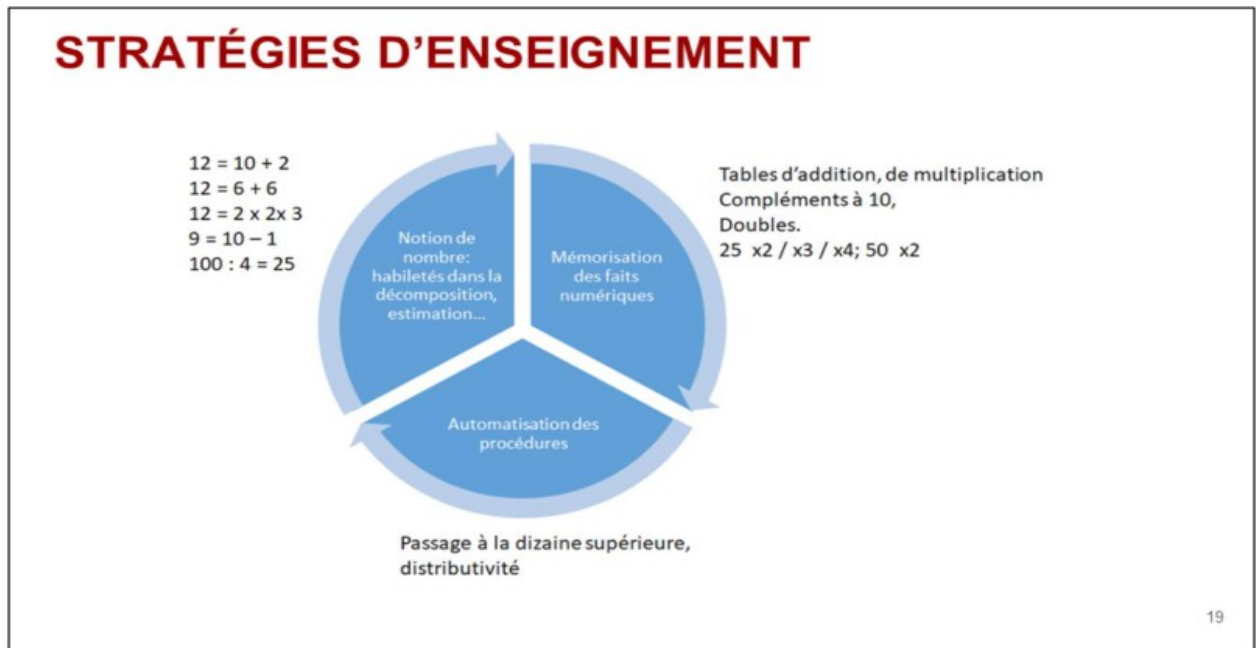 STRATÉGIES D'ENSEIGNEMENT
12 = 10 + 2
12 = 6 + 6
12 = 2 x 2x 3
9 = 10 – 1
100 : 4 = 25
Notion de
nombre:
habiletés dans la
décomposition,
estimation...
Mémorisation
des faits
numériques
Tables d'addition, de multiplication
Compléments à 10,
Doubles.
25 x2 / x3 / x4; 50 x2
Automatisation des
procédures
Passage à la dizaine supérieure,
distributivité
19